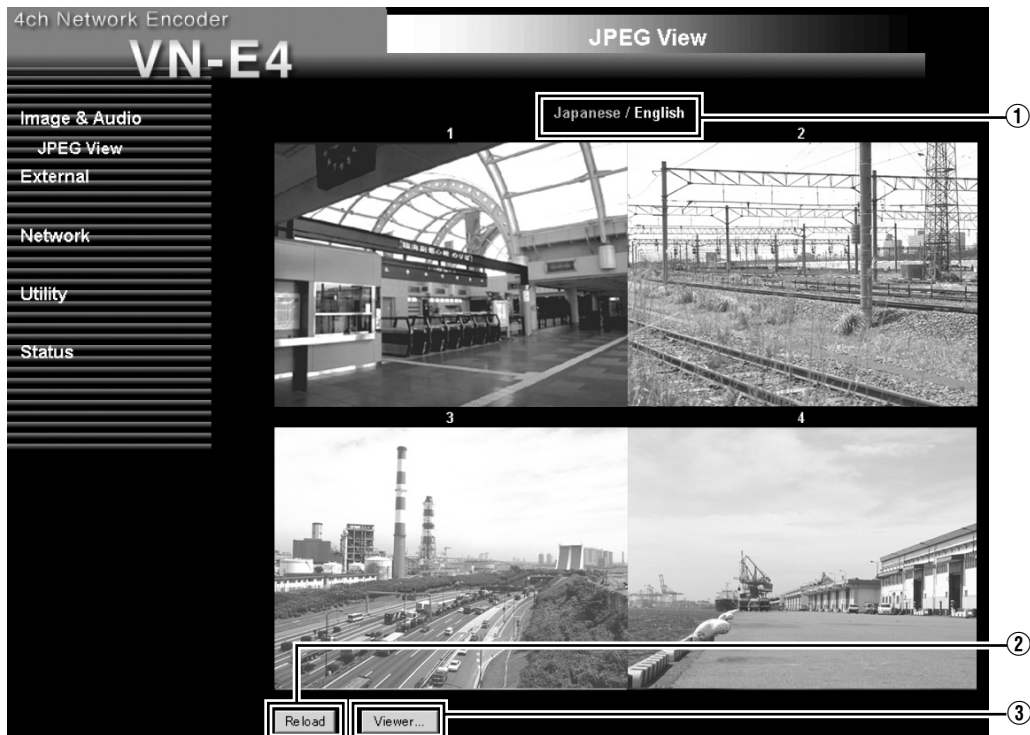 4ch Network Encoder
VN-E4
JPEG View
Image & Audio
JPEG View
External
Network
Utility
Status
Japanese / English
①
1
2
3
4
②
Reload
Viewer...
③